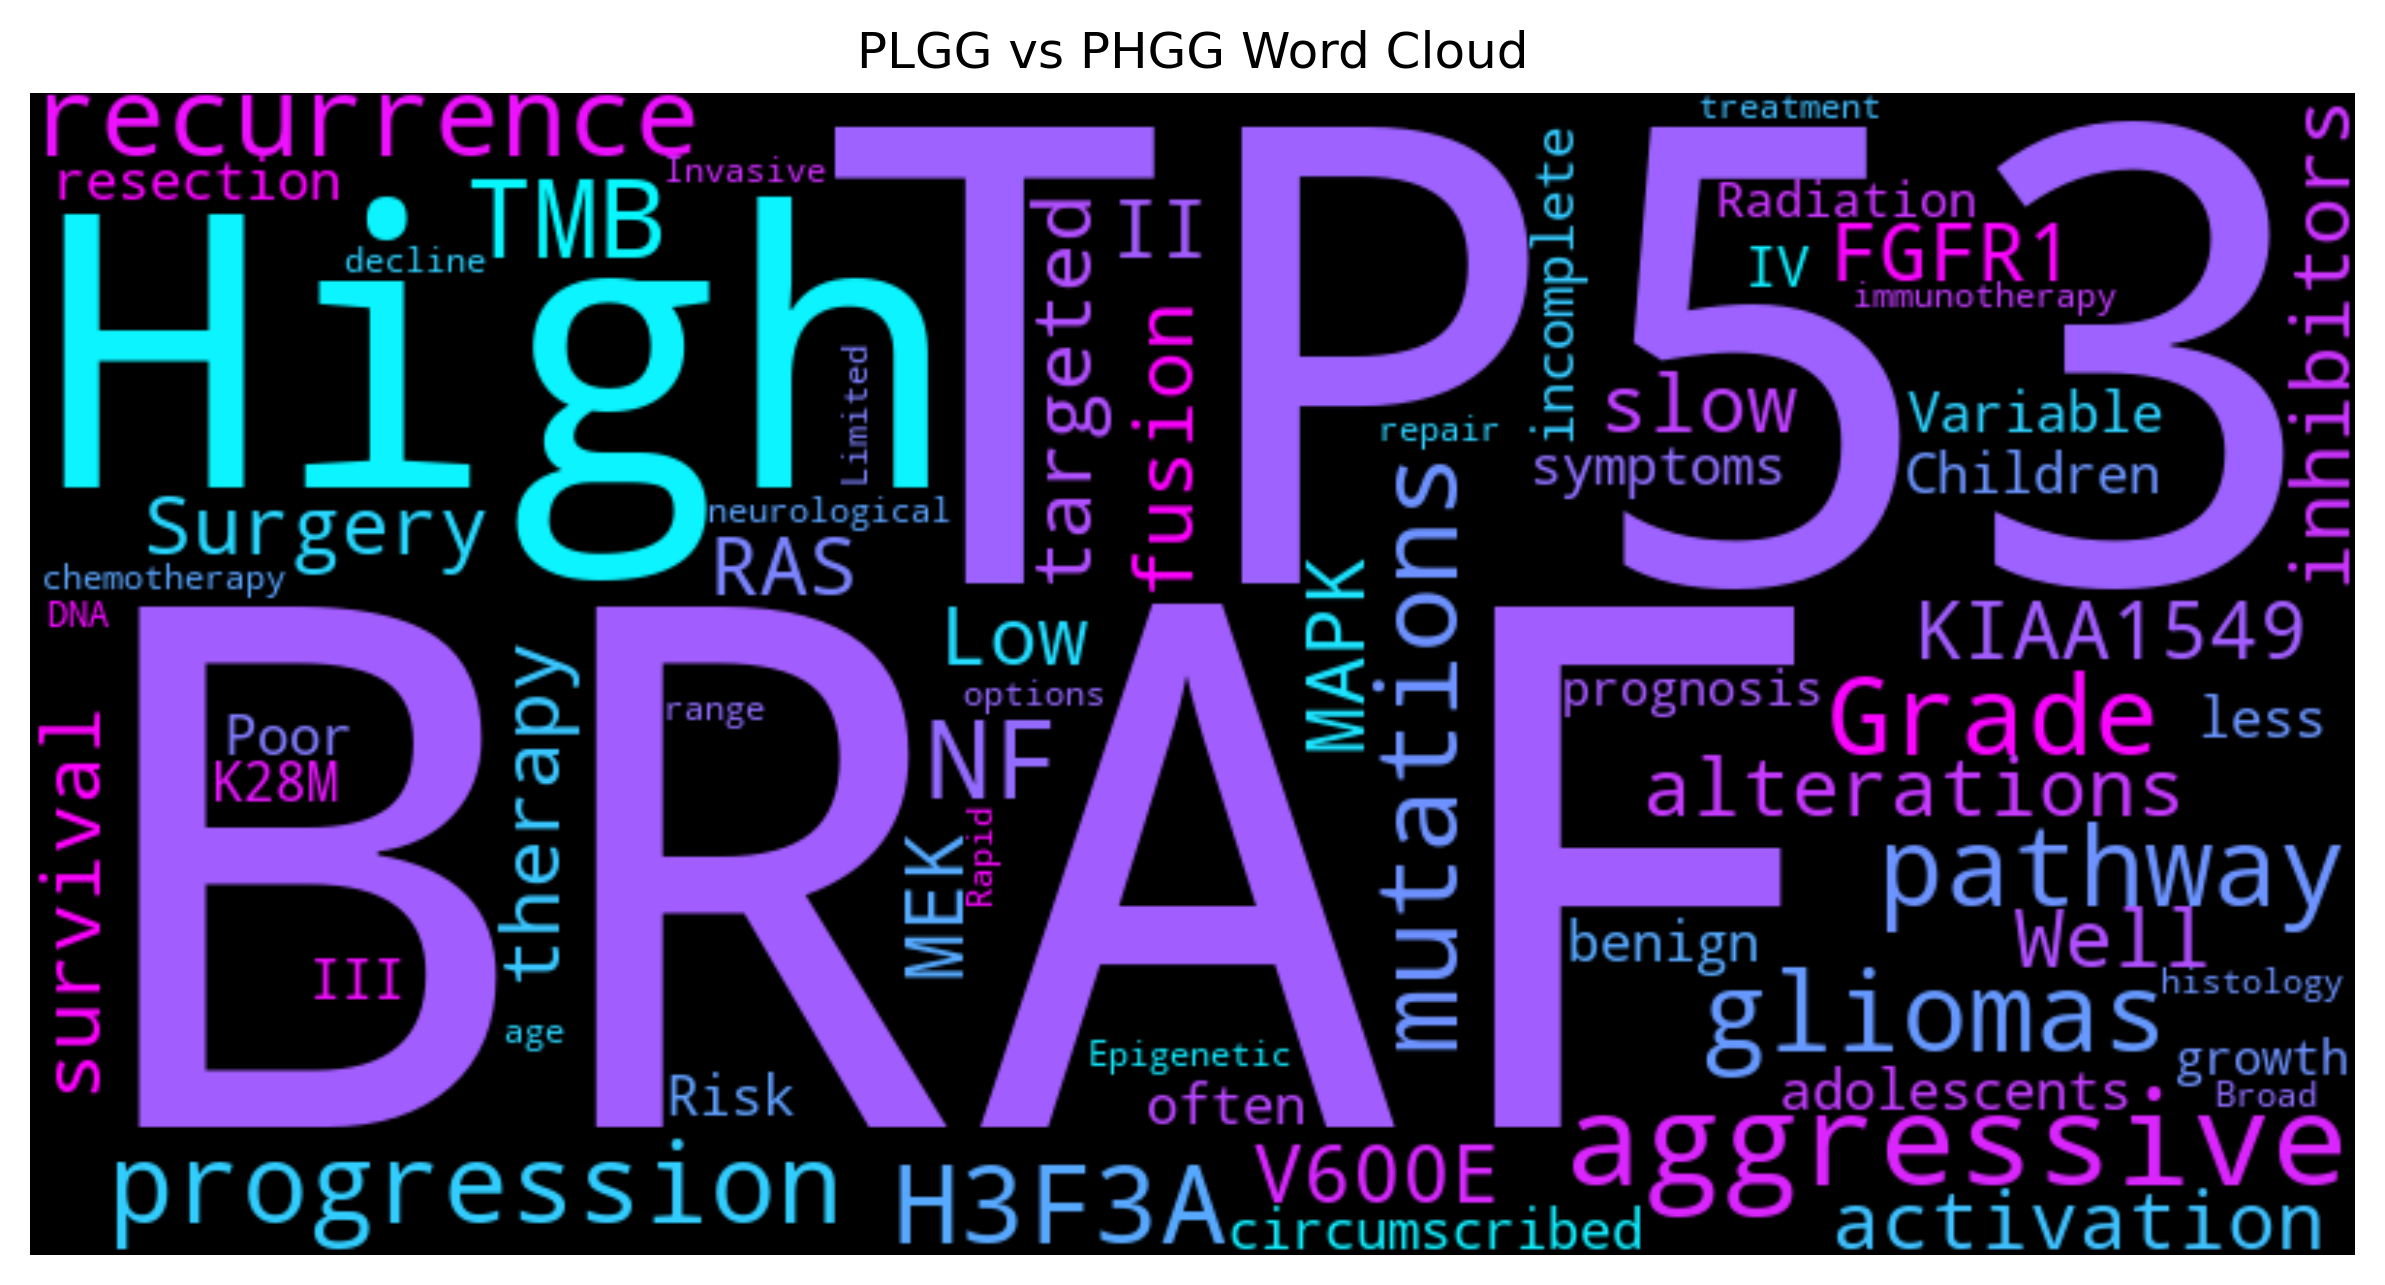 PLGG vs PHGG Word Cloud
recurrence
treatment
resection
Invasive
TMB
TP53
II
incomplete
Radiation
inhibitors
decline
High
targeted
IV
FGFR1
immunotherapy
fusion
Limited
slow
Variable
repair
symptoms
Children
Surgery
neurological
RAS
mutations
MAPK
chemotherapy
DNA
BRAF
Low
KIAA1549
therapy
options
range
prognosis
Grade
less
Poor
K28M
NF
alterations
survival
MEK
Rapid
pathway
benign
Well
III
histology
gliomas
age
Epigenetic
growth
Risk
often
adolescents
Broad
aggressive
progression
H3F3A
V600E
circumscribed
activation